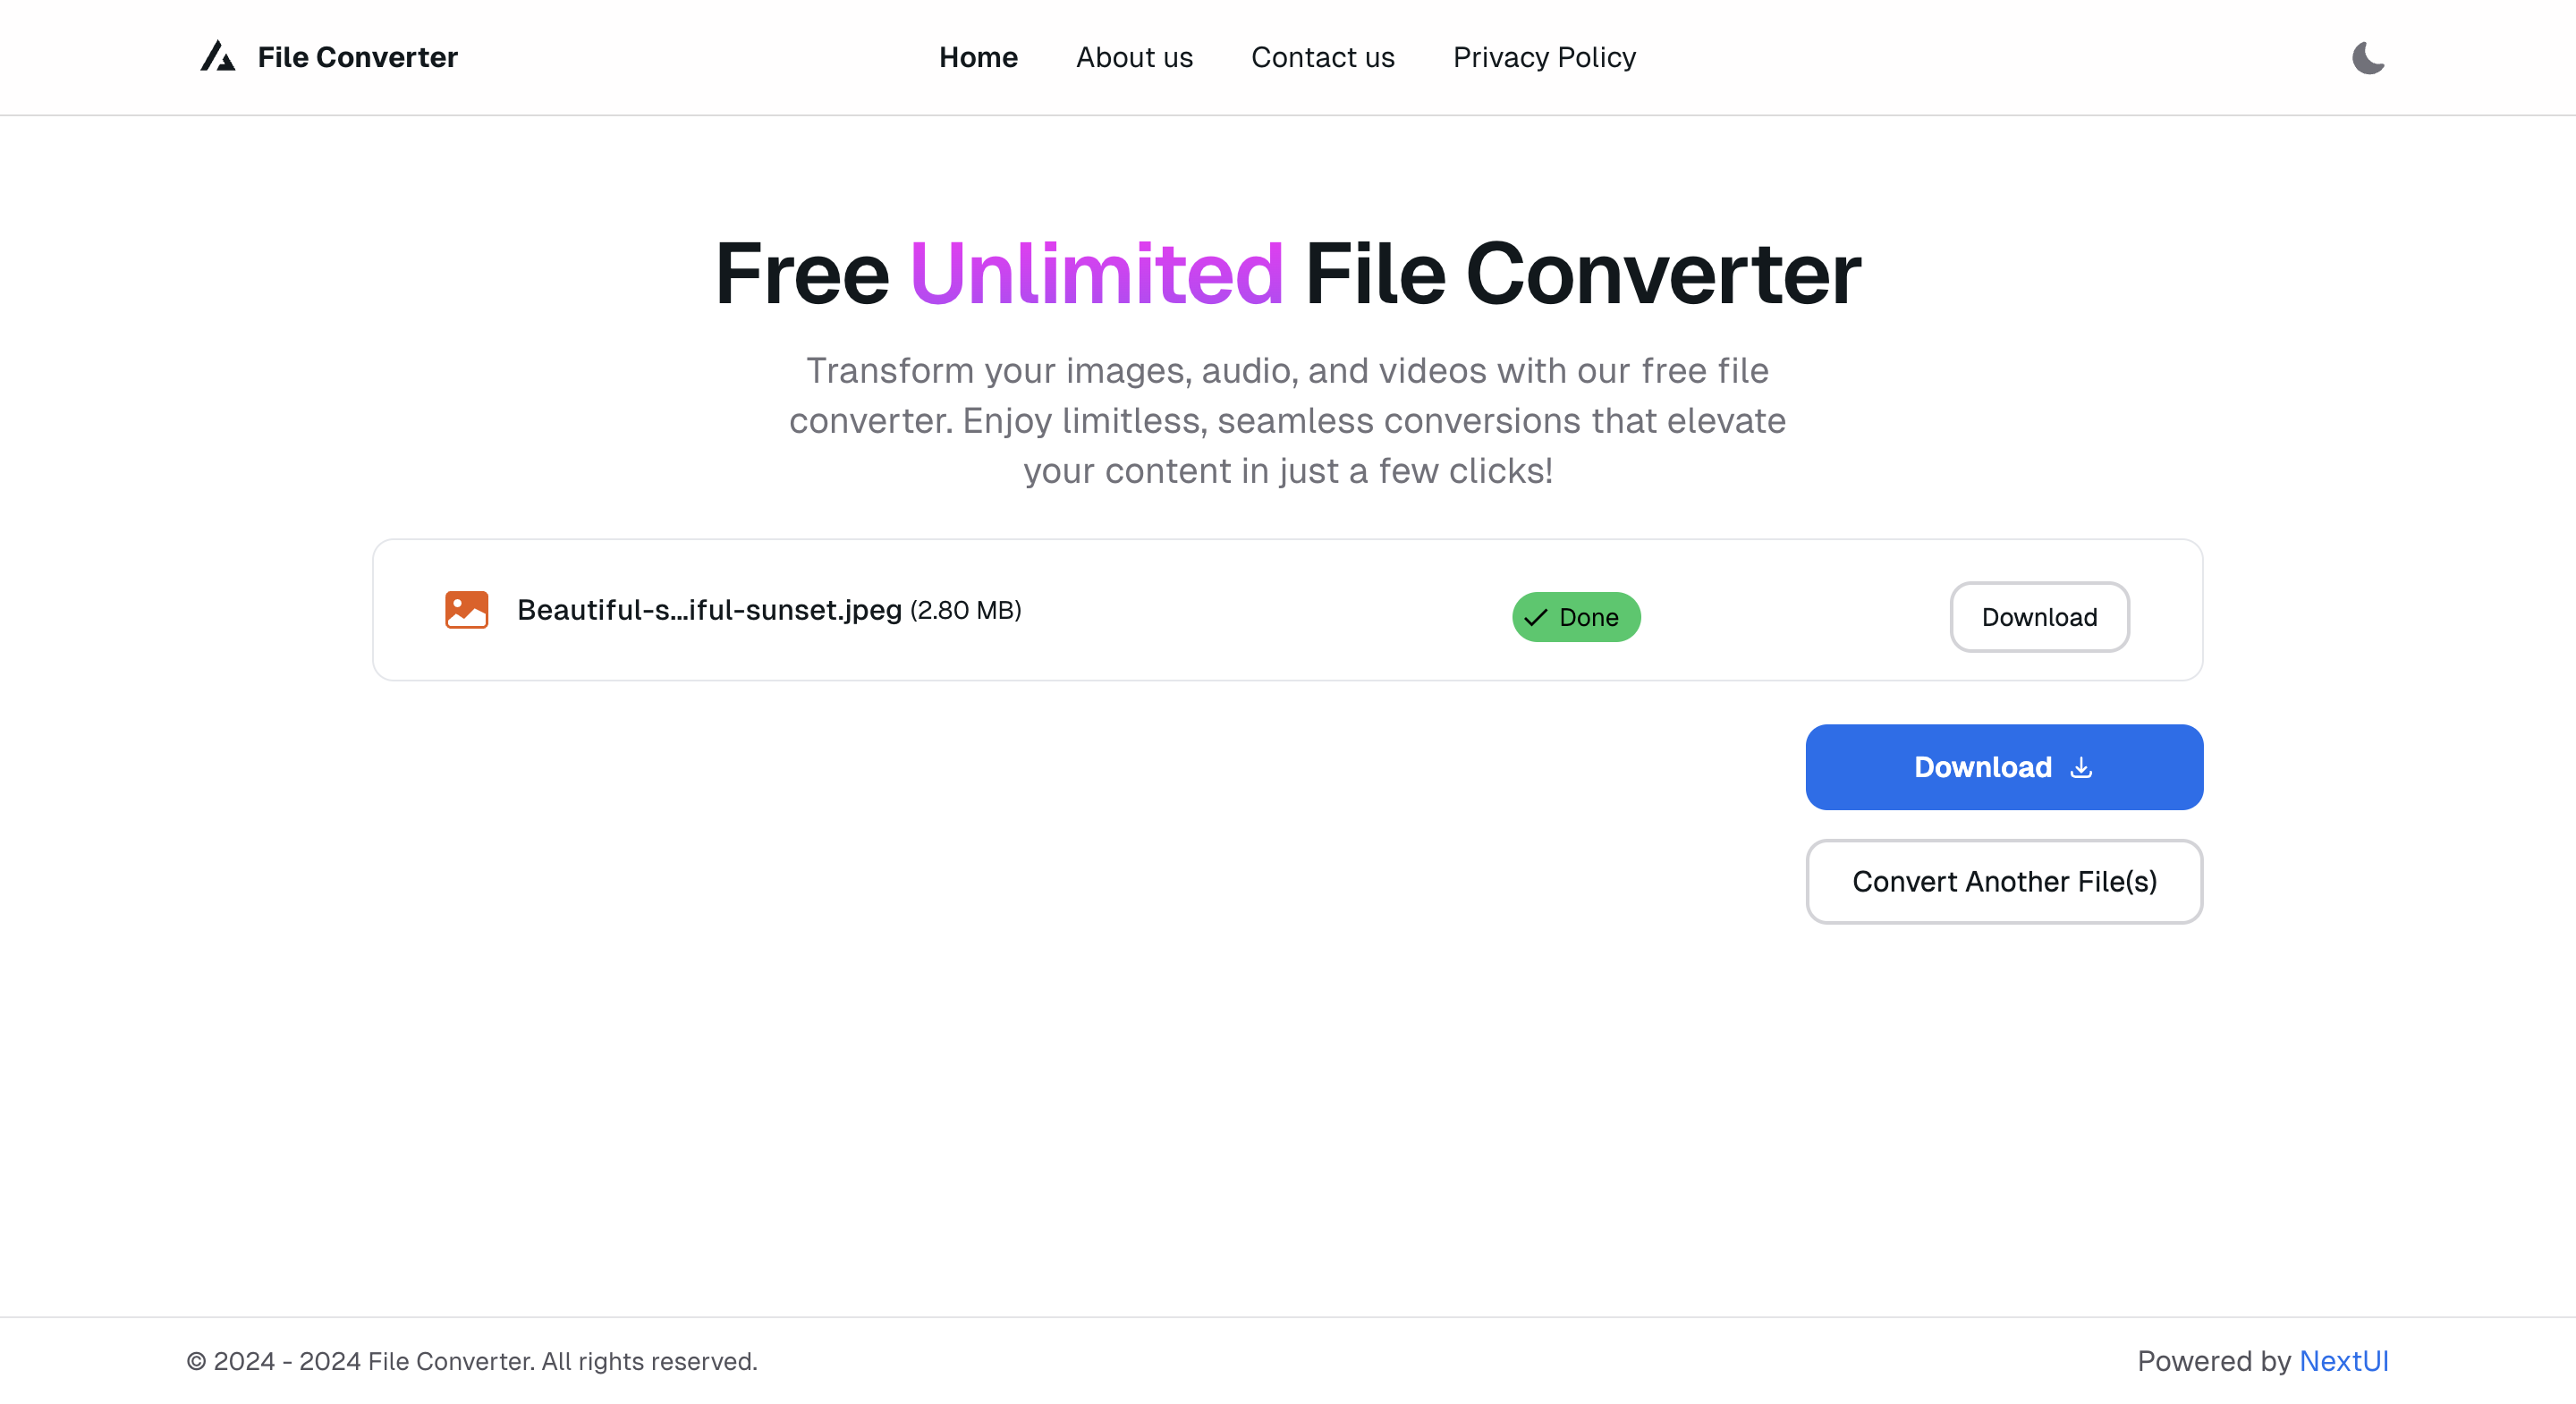 File Converter
Home
About us
Contact us
Privacy Policy
Free Unlimited File Converter
Transform your images, audio, and videos with our free file
converter. Enjoy limitless, seamless conversions that elevate
your content in just a few clicks!
Beautiful-s...iful-sunset.jpeg (2.80 MB)
Done
Download
Download
Convert Another File(s)
© 2024 - 2024 File Converter. All rights reserved.
Powered by NextUI